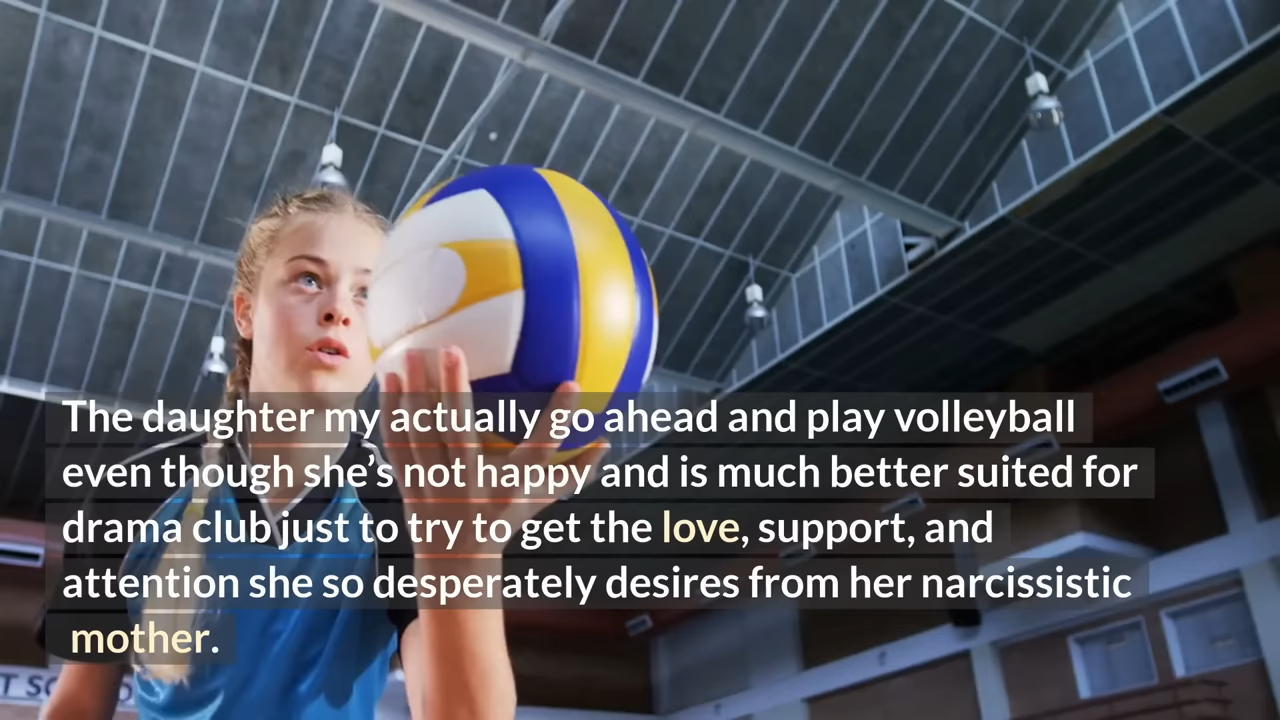 The daughter my actually go ahead and play volleyball
even though she’s not happy and is much better suited for
drama club just to try to get the love, support, and
attention she so desperately desires from her narcissistic
mother.